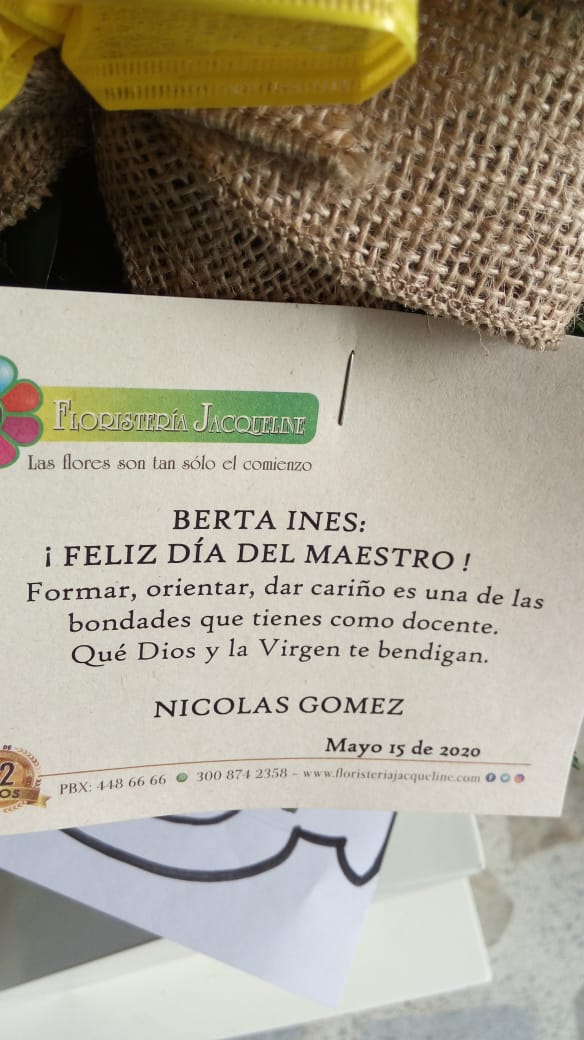 FLORISTERÍA JACQUELINE
Las flores son tan sólo el comienzo
BERTA INES:
¡ FELIZ DÍA DEL MAESTRO !
Formar, orientar, dar cariño es una de las
bondades que tienes como docente.
Qué Dios y la Virgen te bendigan.
NICOLAS GOMEZ
Mayo 15 de 2020
PBX: 448 66 66 300 874 2358 - www.floristeriajacqueline.com